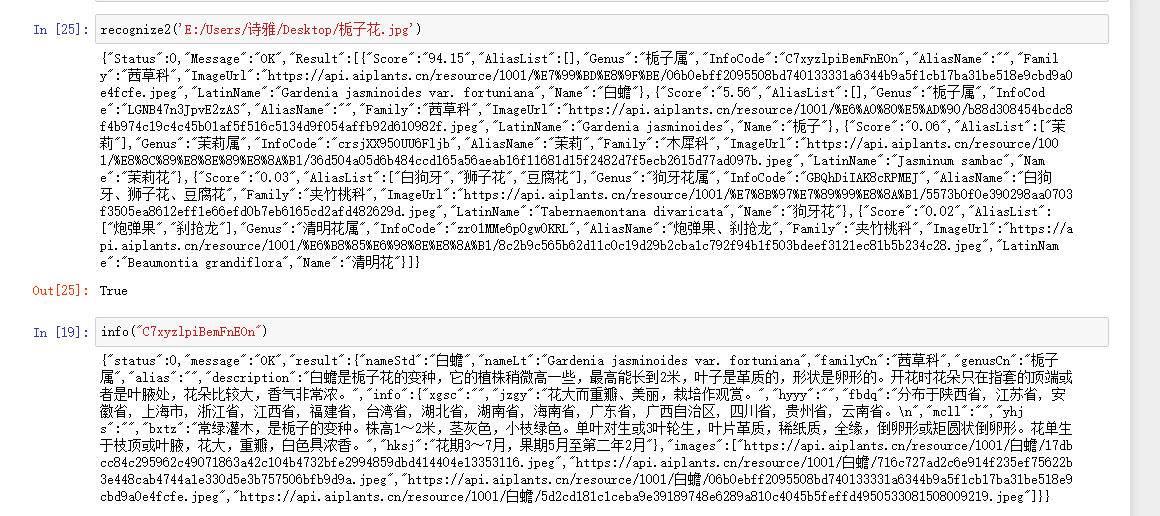 In [25]: recognize2('E:/Users/诗雅/Desktop/栀子花.jpg')
{"Status":0,"Message":"OK","Result":[{"Score":"94.15","AliasList":[],"Genus":"栀子属","InfoCode":"C7xyzlpiBemFnEOn","AliasName":"","Famil
y":"茜草科","ImageUrl":"https://api.aiplants.cn/resource/1001/%E7%99%BD%E8%9F%BE/06b0ebff2095508bd740133331a6344b9a5f1cb17ba31be518e9cbd9a0
e4fcfe.jpeg","LatinName":"Gardenia jasminoides var. fortuniana","Name":"白蟾"},{"Score":"5.56","AliasList":[],"Genus":"栀子属","InfoCod
e":"LGNB47n3JpvE2zAS","AliasName":"","Family":"茜草科","ImageUrl":"https://api.aiplants.cn/resource/1001/%E6%A0%80%E5%AD%90/b88d308454bcdc8
f4b974c19c4c45b01af5f516c5134d9f054affb92d610982f.jpeg","LatinName":"Gardenia jasminoides","Name":"栀子"},{"Score":"0.06","AliasList":["茉
莉"],"Genus":"茉莉属","InfoCode":"crsjXX950UU6Fljb","AliasName":"茉莉","Family":"木犀科","ImageUrl":"https://api.aiplants.cn/resource/100
1/%E8%8C%89%E8%8E%89%E8%8A%B1/36d504a05d6b484ccd165a56aeab16f11681d15f2482d7f5ecb2615d77ad097b.jpeg","LatinName":"Jasminum sambac","Nam
e":"茉莉花"},{"Score":"0.03","AliasList":["白狗牙","狮子花","豆腐花"],"Genus":"狗牙花属","InfoCode":"GBQhDiIAK8cRPMEJ","AliasName":"白狗
牙、狮子花、豆腐花","Family":"夹竹桃科","ImageUrl":"https://api.aiplants.cn/resource/1001/%E7%8B%97%E7%89%99%E8%8A%B1/5573b0f0e390298aa0703
f3505ea8612eff1e66efd0b7eb6165cd2afd482629d.jpeg","LatinName":"Tabernaemontana divaricata","Name":"狗牙花"},{"Score":"0.02","AliasList":
["炮弹果","刹抢龙"],"Genus":"清明花属","InfoCode":"zrO1MMe6pOgwOKRL","AliasName":"炮弹果、刹抢龙","Family":"夹竹桃科","ImageUrl":"https://a
pi.aiplants.cn/resource/1001/%E6%B8%85%E6%98%8E%E8%8A%B1/8c2b9c565b62d11c0c19d29b2cba1c792f94b1f503bdeef3121ec81b5b234c28.jpeg","LatinNam
e":"Beaumontia grandiflora","Name":"清明花"}]}
Out[25]: True
In [19]: info("C7xyzlpiBemFnEOn")
{"status":0,"message":"OK","result":{"nameStd":"白蟾","nameLt":"Gardenia jasminoides var. fortuniana","familyCn":"茜草科","genusCn":"栀子
属","alias":"","description":"白蟾是栀子花的变种，它的植株稍微高一些，最高能长到2米，叶子是革质的，形状是卵形的。开花时花朵只在指套的顶端或
者是叶腋处，花朵比较大，香气非常浓。","info":{"xgsc":"","jzgy":"花大而重瓣、美丽，栽培作观赏。","hyyy":"","fbdq":"分布于陕西省，江苏省，安
徽省，上海市，浙江省，江西省，福建省，台湾省，湖北省，湖南省，海南省，广东省，广西自治区，四川省，贵州省，云南省。\n","mcll":"","yhj
s":"","bxtz":"常绿灌木，是栀子的变种。株高1～2米，茎灰色，小枝绿色。单叶对生或3叶轮生，叶片革质，稀纸质，全缘，倒卵形或矩圆状倒卵形。花单生
于枝顶或叶腋，花大，重瓣，白色具浓香。","hksj":"花期3～7月，果期5月至第二年2月"},"images":["https://api.aiplants.cn/resource/1001/白蟾/17db
cc84c295962c49071863a42c104b4732bfe2994859dbd414404e13353116.jpeg","https://api.aiplants.cn/resource/1001/白蟾/716c727ad2c6e914f235ef75622b
3e448cab4744a1e330d5e3b757506bfb9d9a.jpeg","https://api.aiplants.cn/resource/1001/白蟾/06b0ebff2095508bd740133331a6344b9a5f1cb17ba31be518e9
cbd9a0e4fcfe.jpeg","https://api.aiplants.cn/resource/1001/白蟾/5d2cd181c1ceba9e39189748e6289a810c4045b5feffd4950533081508009219.jpeg"]}}